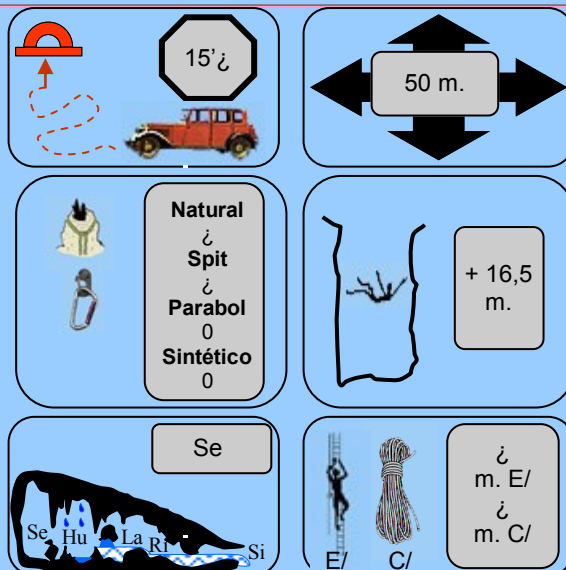 15'¿
50 m.
Natural
¿
Spit
¿
Parabol
0
Sintético
0
+ 16,5
m.
Se
Se Hu La Ri Si
¿
m. E/
¿
m. C/
E/ C/